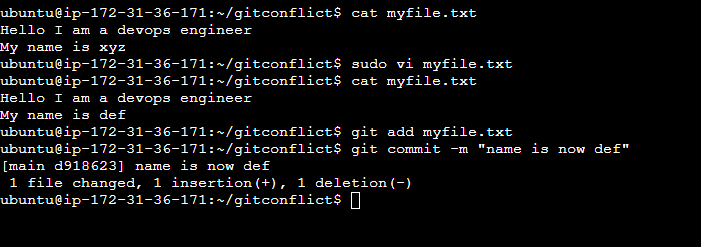 ubuntu@ip-172-31-36-171:~/gitconflict$ cat myfile.txt
Hello I am a devops engineer
My name is xyz
ubuntu@ip-172-31-36-171:~/gitconflict$ sudo vi myfile.txt
ubuntu@ip-172-31-36-171:~/gitconflict$ cat myfile.txt
Hello I am a devops engineer
My name is def
ubuntu@ip-172-31-36-171:~/gitconflict$ git add myfile.txt
ubuntu@ip-172-31-36-171:~/gitconflict$ git commit -m "name is now def"
[main d918623] name is now def
 1 file changed, 1 insertion(+), 1 deletion(-)
ubuntu@ip-172-31-36-171:~/gitconflict$